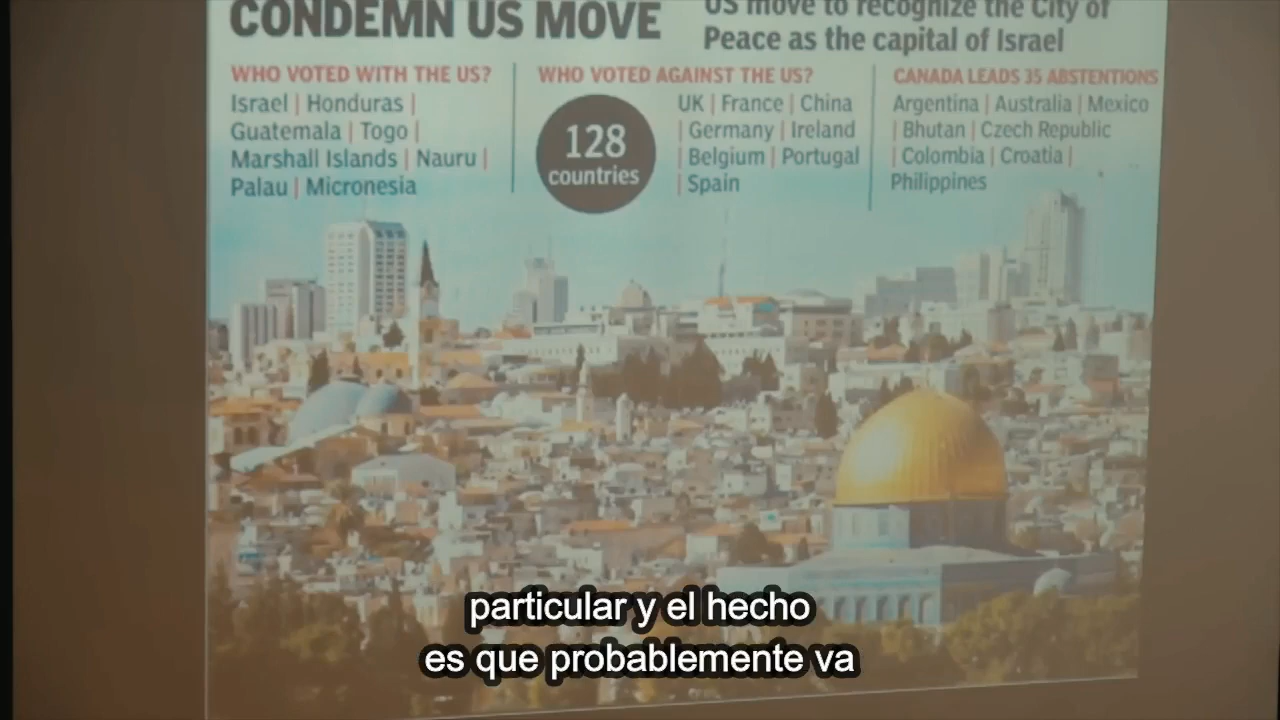 CONDEMN US MOVE
US move to recognize the City of
Peace as the capital of Israel
WHO VOTED WITH THE US?
Israel | Honduras |
Guatemala | Togo |
Marshall Islands | Nauru |
Palau | Micronesia
WHO VOTED AGAINST THE US?
128
countries
UK | France | China
| Germany | Ireland
| Belgium | Portugal
| Spain
CANADA LEADS 35 ABSTENTIONS
Argentina | Australia | Mexico
| Bhutan | Czech Republic
| Colombia | Croatia |
Philippines
particular y el hecho
es que probablemente va